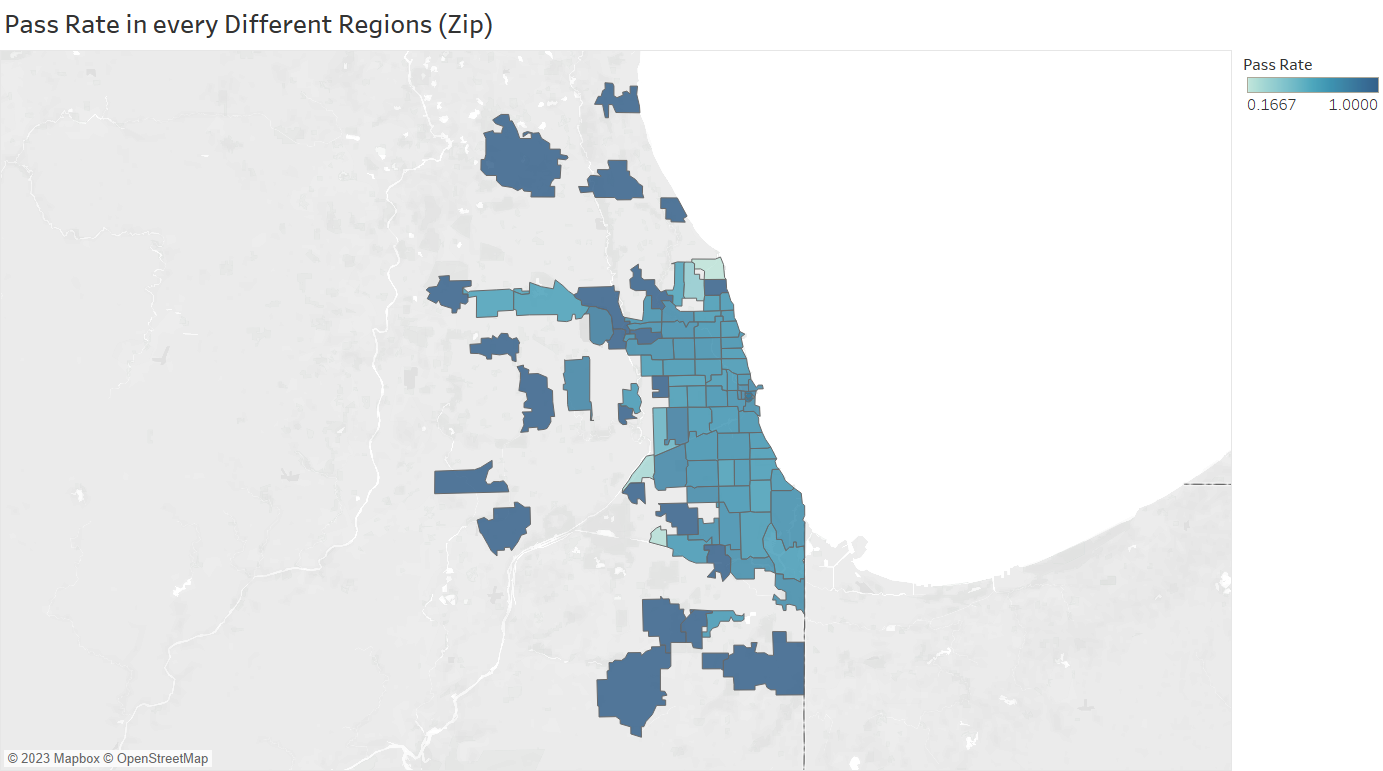 Pass Rate in every Different Regions (Zip)
Pass Rate
0.1667 1.0000
© 2023 Mapbox © OpenStreetMap